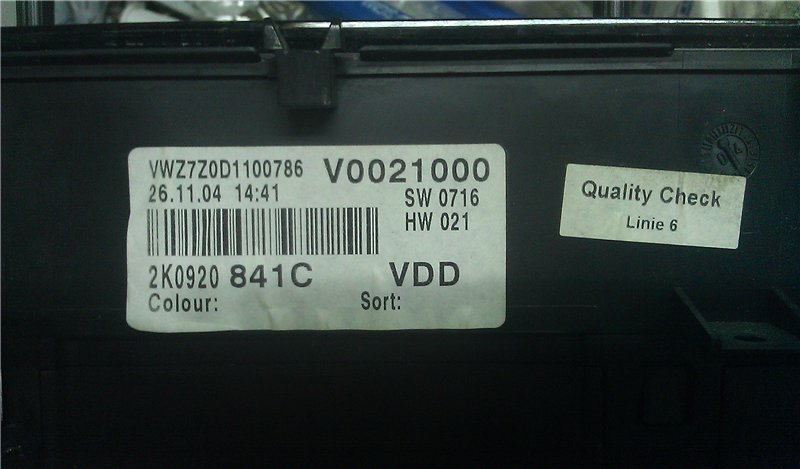 VWZ7Z0D1100786 V0021000
26.11.04 14:41 SW 0716
HW 021
2K0920 841C VDD
Colour: Sort:
Quality Check
Linie 6